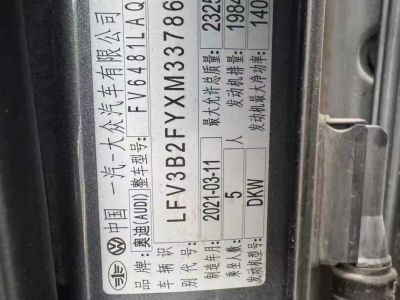 中国 一汽-大众汽车有限公司
品牌: 奥迪(AUDI) 整车型号: FV6481LAQ
车辆识别代号: LFV3B2FYXM33786
制造年月: 2021-03-11 最大允许总质量: 2325
乘坐人数: 5 人 发动机排量: 1984
发动机型号: DKW 发动机最大净功率: 140